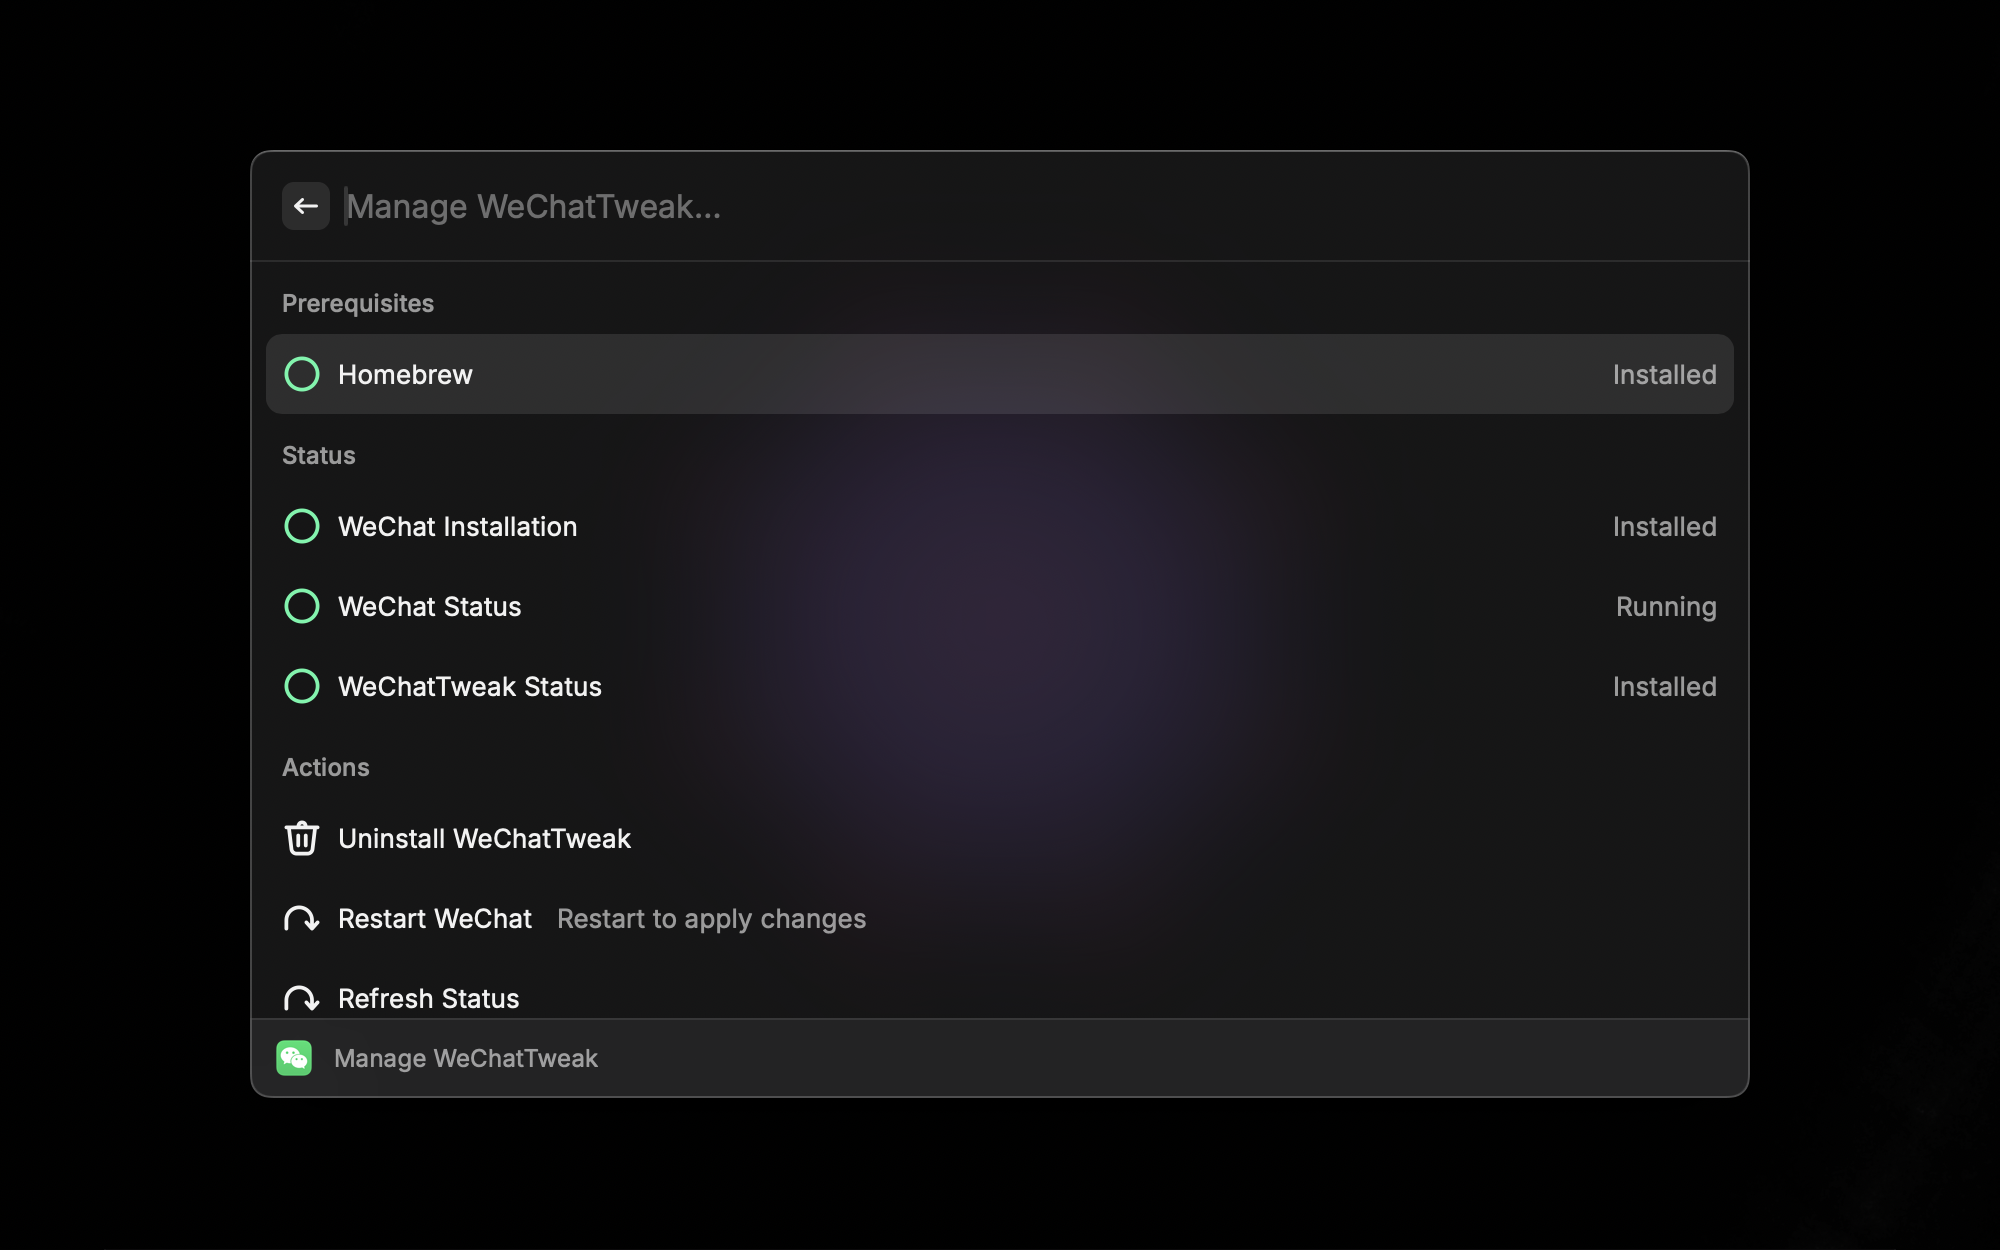 Manage WeChatTweak...
Prerequisites
Homebrew Installed
Status
WeChat Installation Installed
WeChat Status Running
WeChatTweak Status Installed
Actions
Uninstall WeChatTweak
Restart WeChat Restart to apply changes
Refresh Status
Manage WeChatTweak